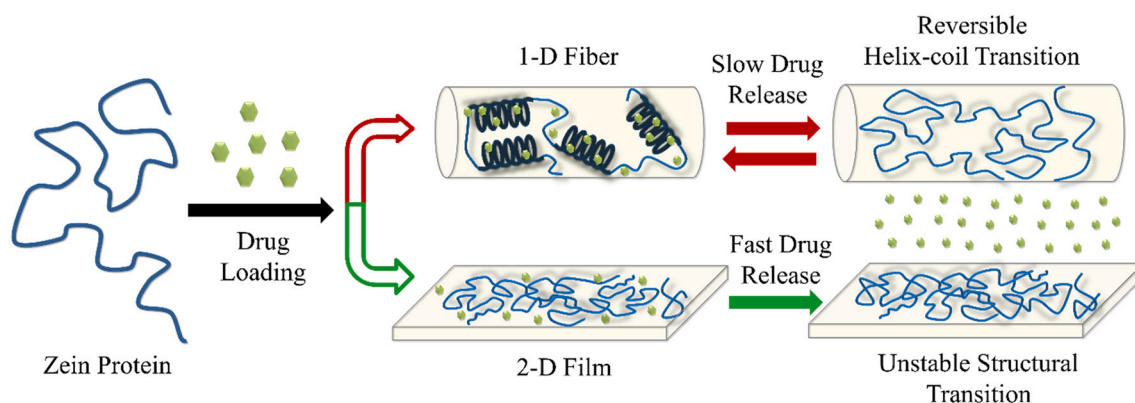 Zein Protein
Drug
Loading
1-D Fiber
Slow Drug
Release
Reversible
Helix-coil Transition
2-D Film
Fast Drug
Release
Unstable Structural
Transition